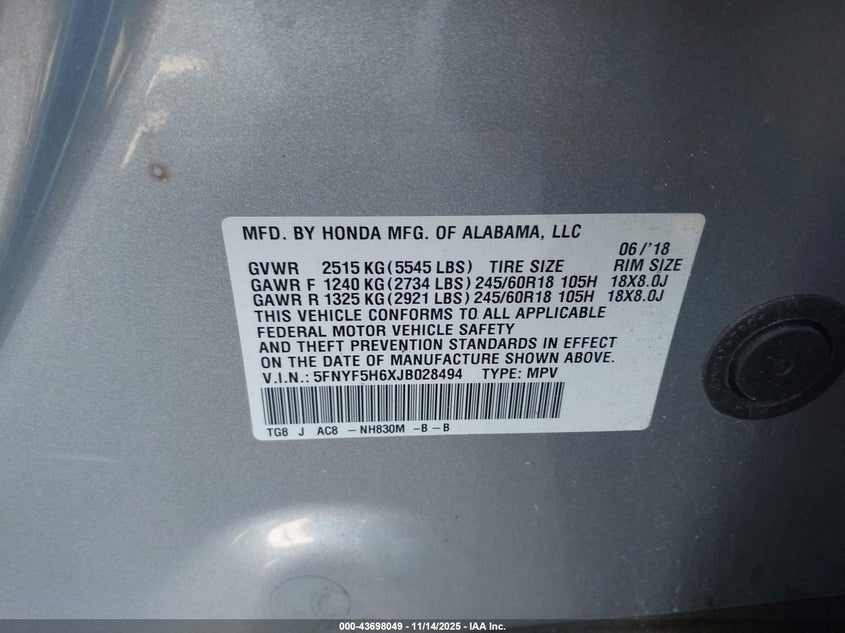 MFD. BY HONDA MFG. OF ALABAMA, LLC
06/'18
GVWR 2515 KG (5545 LBS) TIRE SIZE RIM SIZE
GAWR F 1240 KG (2734 LBS) 245/60R18 105H 18X8.0J
GAWR R 1325 KG (2921 LBS) 245/60R18 105H 18X8.0J
THIS VEHICLE CONFORMS TO ALL APPLICABLE
FEDERAL MOTOR VEHICLE SAFETY
AND THEFT PREVENTION STANDARDS IN EFFECT
ON THE DATE OF MANUFACTURE SHOWN ABOVE.
V.I.N.: 5FNYF5H6XJB028494 TYPE: MPV
TG8 J AC8 - NH830M - B - B
000-43698049 - 11/14/2025 - IAA Inc.